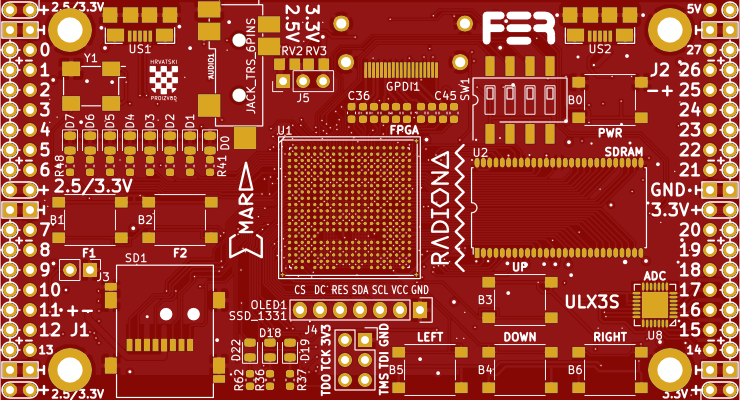 2.5/3.3V
US1
Y1
HRVATSKI
PROIZVOD
AUDIO1
JACK_TRS_6PINS
3.3V
2.5V
RV2 RV3
J5
GPDI1
C36
C45
FPGA
U1
FER
SW1
US2
B0
PWR
J2
5V
27
26
-+ 25
24
23
22
21
GND
3.3V+
20
19
18
17
16
15
14
3.3V
0
1
2
3
4
5
6
+ 2.5/3.3V
7
8
9
10
11 +-
12 J1
13
2.5/3.3V
D7
D6
D5
D4
D3
D2
D1
D0
R48
R41
MAR
RADIONA
U2
SDRAM
B1
B2
F1
F2
J3
SD1
CS DC RES SDA SCL VCC GND
OLED1
SSD_1331
J4
D18
D22
D19
R62
R36
R37
3V3
GND
TCK
TDI
TDO
TMS
UP
B3
ULX3S
ADC
U8
LEFT
DOWN
RIGHT
B5
B4
B6